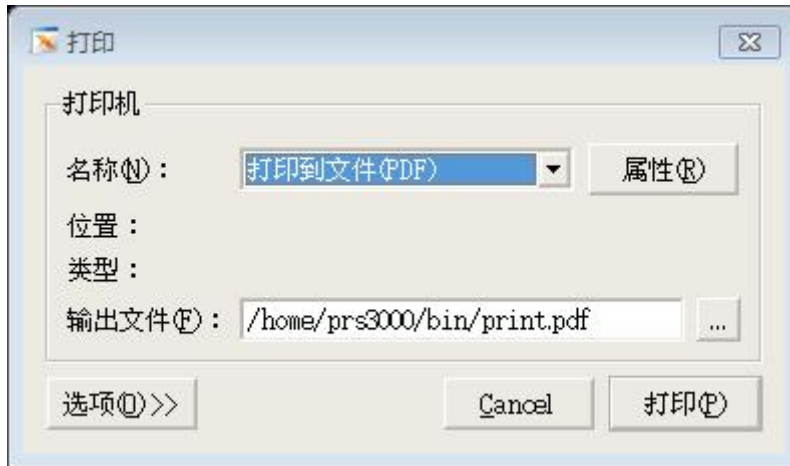 打印
打印机
名称(N)： 打印到文件(PDF) 属性(R)
位置：
类型：
输出文件(F)： /home/prs3000/bin/print.pdf ...
选项(O)>> Cancel 打印(P)